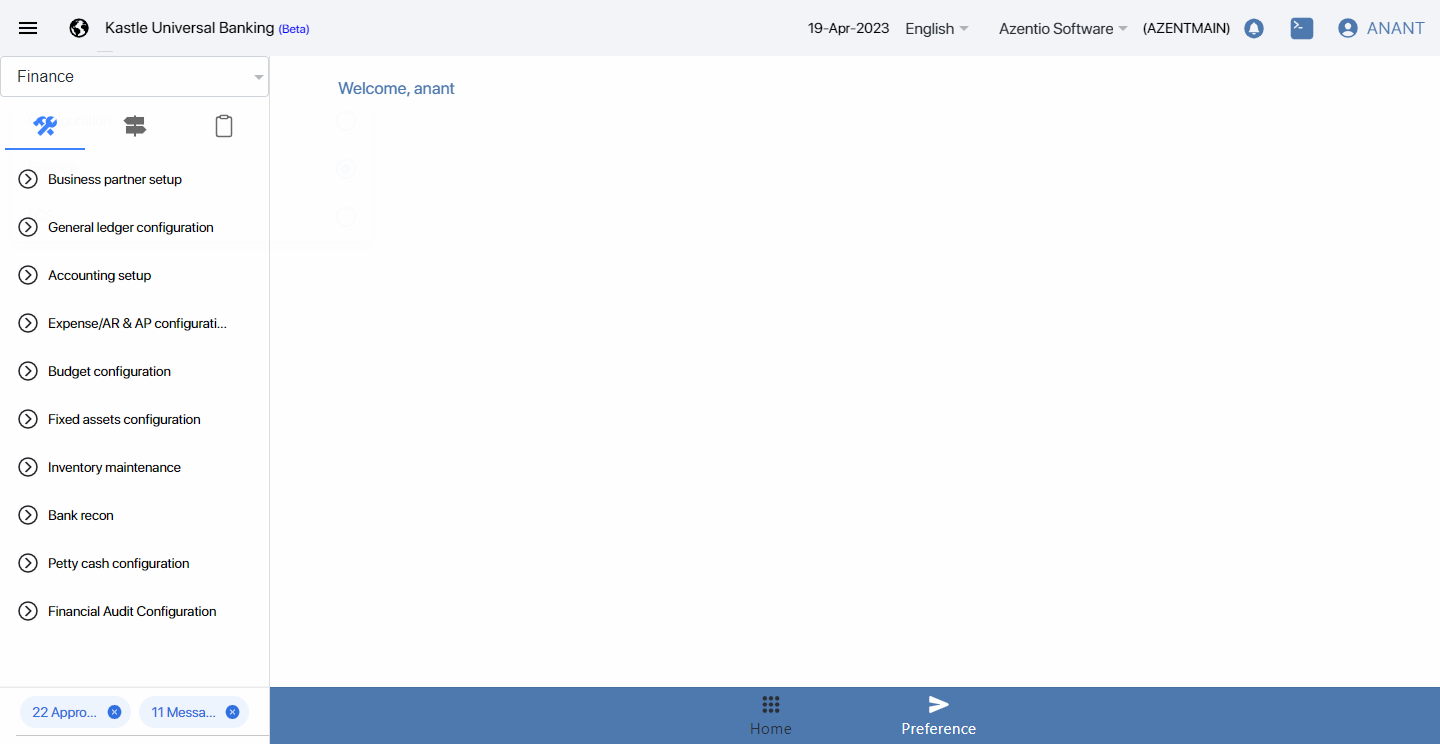 Kastle Universal Banking (Beta)
19-Apr-2023 English Azentio Software (AZENTMAIN) ANANT
Finance
Welcome, anant
Business partner setup
General ledger configuration
Accounting setup
Expense/AR & AP configurati...
Budget configuration
Fixed assets configuration
Inventory maintenance
Bank recon
Petty cash configuration
Financial Audit Configuration
22 Appro... 11 Messa...
Home
Preference